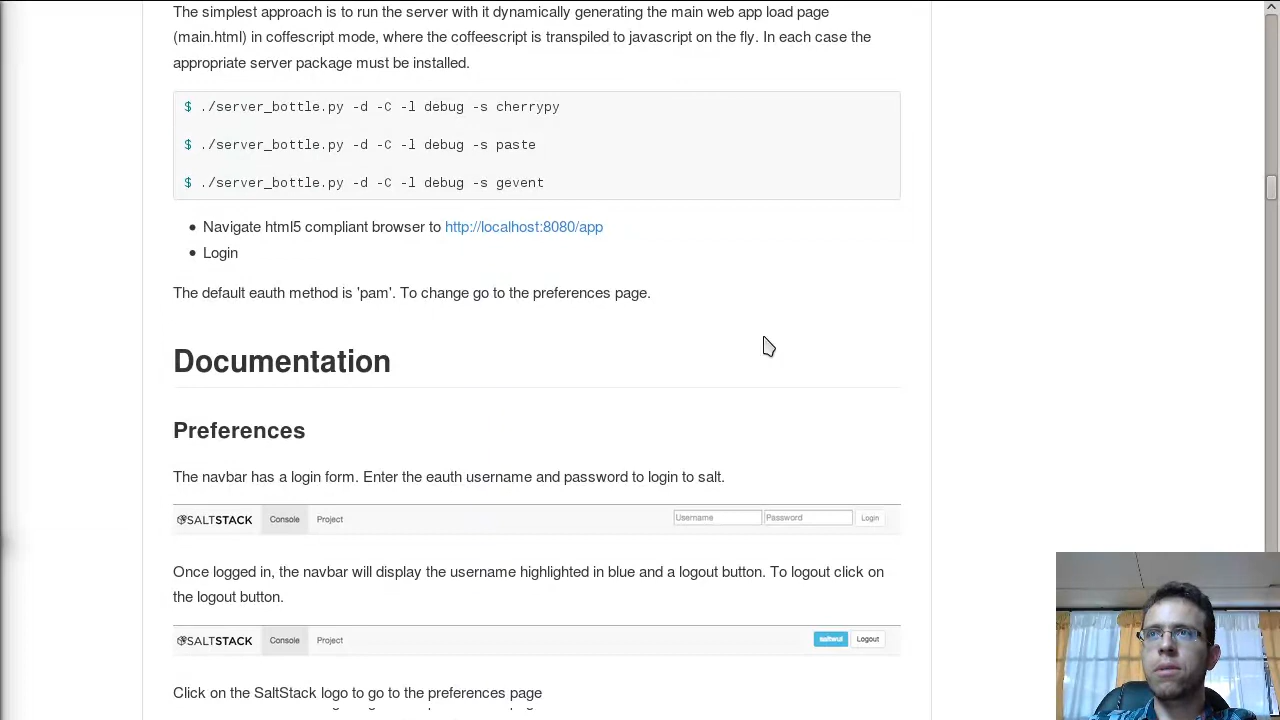 The simplest approach is to run the server with it dynamically generating the main web app load page
(main.html) in coffescript mode, where the coffeescript is transpiled to javascript on the fly. In each case the
appropriate server package must be installed.
$ ./server_bottle.py -d -C -l debug -s cherrypy
$ ./server_bottle.py -d -C -l debug -s paste
$ ./server_bottle.py -d -C -l debug -s gevent
• Navigate html5 compliant browser to http://localhost:8080/app
• Login
The default eauth method is 'pam'. To change go to the preferences page.
Documentation
Preferences
The navbar has a login form. Enter the eauth username and password to login to salt.
SALTSTACK Console Project Username Password Login
Once logged in, the navbar will display the username highlighted in blue and a logout button. To logout click on
the logout button.
SALTSTACK Console Project saltwui Logout
Click on the SaltStack logo to go to the preferences page